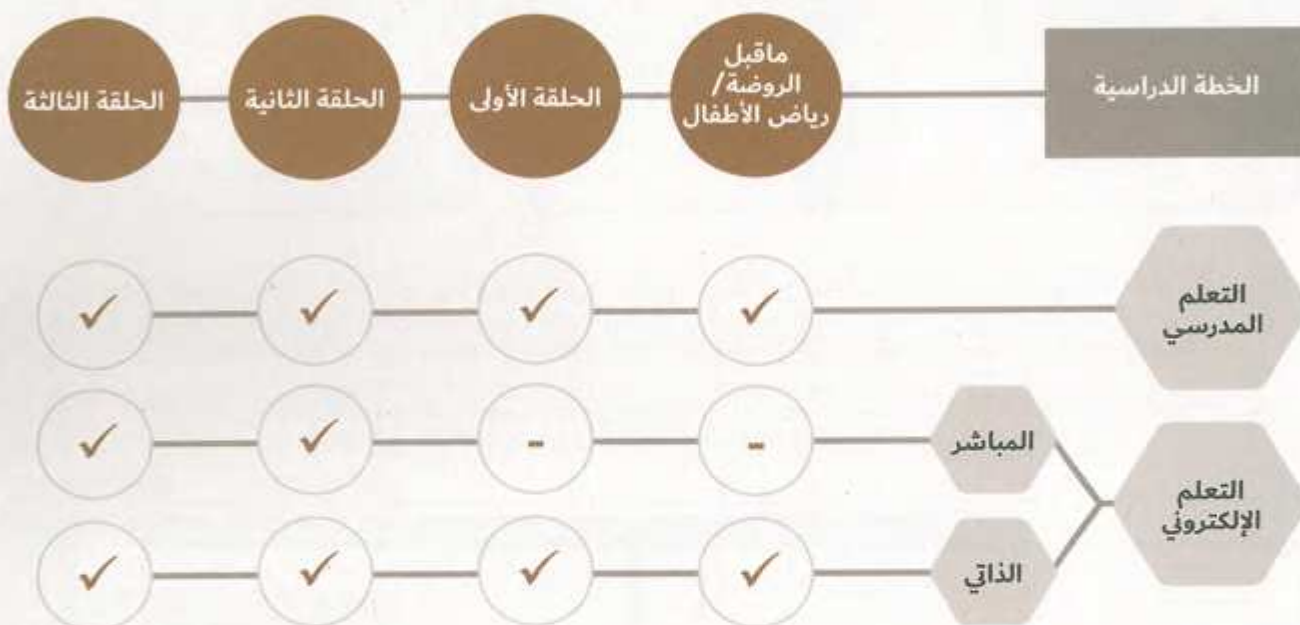 الخطة الدراسية
ماقبل
الروضة/
رياض الأطفال
الحلقة الأولى
الحلقة الثانية
الحلقة الثالثة
التعلم
المدرسي
✓ ✓ ✓ ✓
التعلم
الإلكتروني
المباشر
- - ✓ ✓
الذاتي
✓ ✓ ✓ ✓